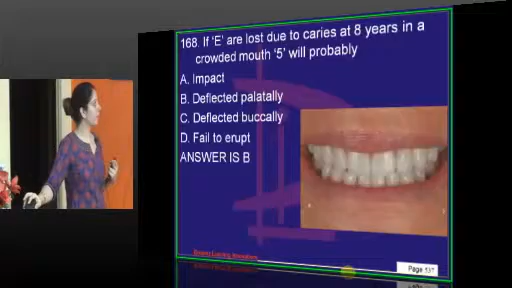 168. If 'E' are lost due to caries at 8 years in a
crowded mouth '5' will probably
A. Impact
B. Deflected palatally
C. Deflected buccally
D. Fail to erupt
ANSWER IS B
Page 537